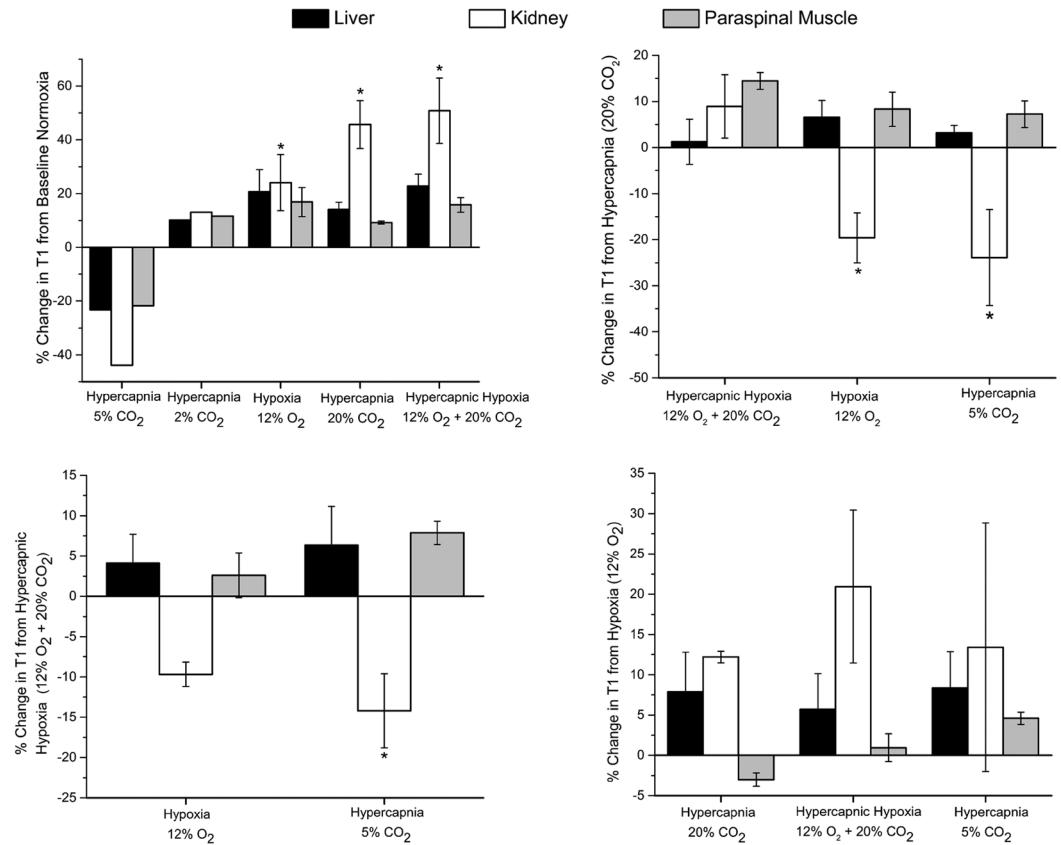 Liver Kidney Paraspinal Muscle
% Change in T1 from Baseline Normoxia
60
40
20
0
-20
-40
* * *
Hypercapnia Hypercapnia Hypoxia Hypercapnia Hypercapnic Hypoxia
5% CO2 2% CO2 12% O2 20% CO2 12% O2 + 20% CO2
% Change in T1 from Hypercapnia (20% CO2)
20
10
0
-10
-20
-30
-40
-50
* *
Hypercapnic Hypoxia Hypoxia Hypercapnia
12% O2 + 20% CO2 12% O2 5% CO2
% Change in T1 from Hypercapnic
Hypoxia (12% O2 + 20% CO2)
15
10
5
0
-5
-10
-15
-20
-25
*
Hypoxia Hypercapnia
12% O2 5% CO2
% Change in T1 from Hypoxia (12% O2)
35
30
25
20
15
10
5
0
-5
Hypercapnia Hypercapnic Hypoxia Hypercapnia
20% CO2 12% O2 + 20% CO2 5% CO2